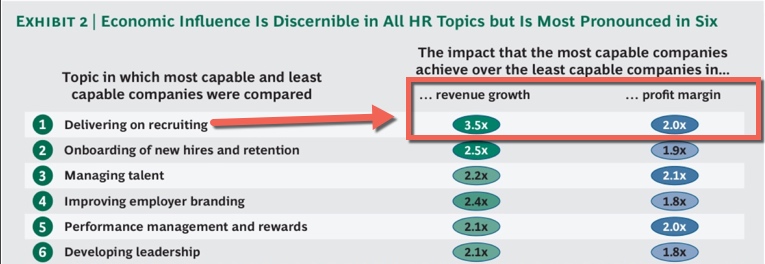 EXHIBIT 2 | Economic Influence Is Discernible in All HR Topics but Is Most Pronounced in Six
The impact that the most capable companies
achieve over the least capable companies in...
Topic in which most capable and least
capable companies were compared
... revenue growth ... profit margin
1 Delivering on recruiting 3.5x 2.0x
2 Onboarding of new hires and retention 2.5x 1.9x
3 Managing talent 2.2x 2.1x
4 Improving employer branding 2.4x 1.8x
5 Performance management and rewards 2.1x 2.0x
6 Developing leadership 2.1x 1.8x